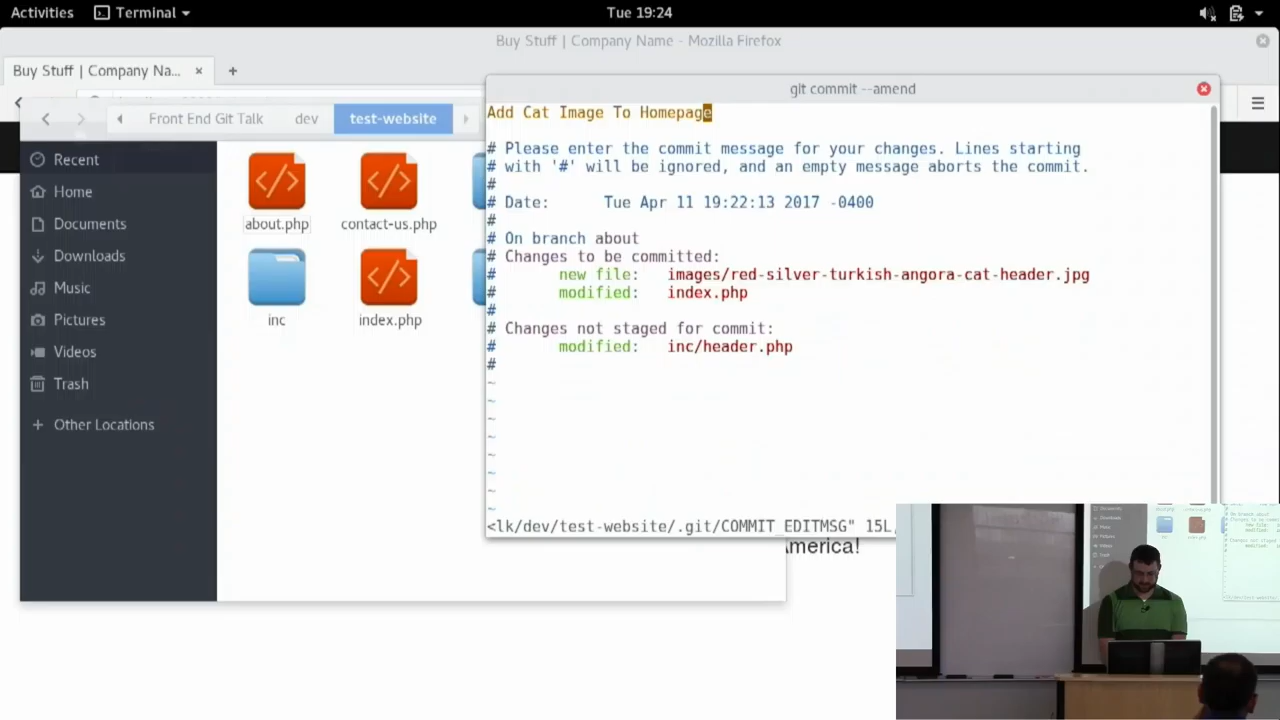 Activities Terminal Tue 19:24
Buy Stuff | Company Name - Mozilla Firefox
Buy Stuff | Company Na... × +
git commit --amend
Front End Git Talk dev test-website
Recent
Home
Documents
Downloads
Music
Pictures
Videos
Trash
+ Other Locations
about.php contact-us.php
inc index.php
Add Cat Image To Homepage
# Please enter the commit message for your changes. Lines starting
# with '#' will be ignored, and an empty message aborts the commit.
#
# Date: Tue Apr 11 19:22:13 2017 -0400
#
# On branch about
# Changes to be committed:
# new file: images/red-silver-turkish-angora-cat-header.jpg
# modified: index.php
#
# Changes not staged for commit:
# modified: inc/header.php
#
~
~
~
~
~
~
~
~
<lk/dev/test-website/.git/COMMIT_EDITMSG" 15L,
America!